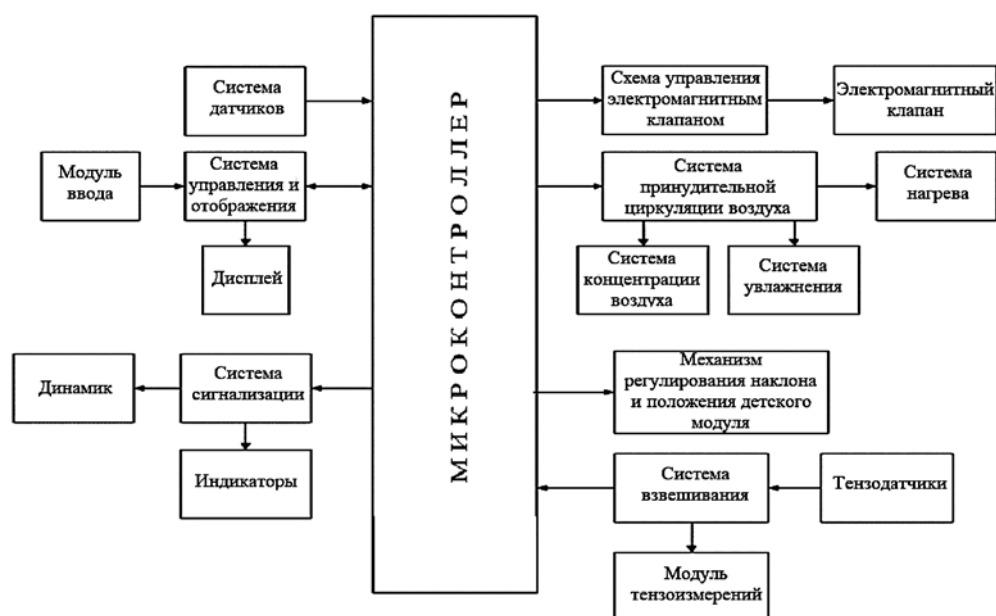 Система
датчиков
Модуль
ввода
Система
управления и
отображения
Дисплей
Динамик
Система
сигнализации
Индикаторы
МИКРОКОНТРОЛЛЕР
Схема управления
электромагнитным
клапаном
Электромагнитный
клапан
Система
принудительной
циркуляции воздуха
Система
нагрева
Система
концентрации
воздуха
Система
увлажнения
Механизм
регулирования наклона
и положения детского
модуля
Система
взвешивания
Тензодатчики
Модуль
тензоизмерений